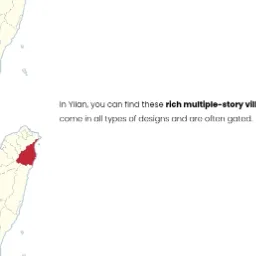 In Yilan, you can find these rich multiple-story vill
come in all types of designs and are often gated.